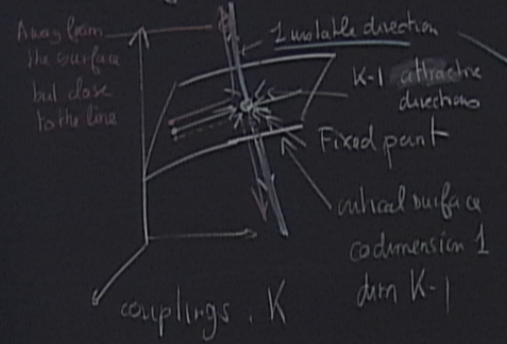 Away from
the surface
but close
to the line
1 unstable direction
K-1 attractive
directions
Fixed point
critical surface
codimension 1
dim K-1
couplings, K